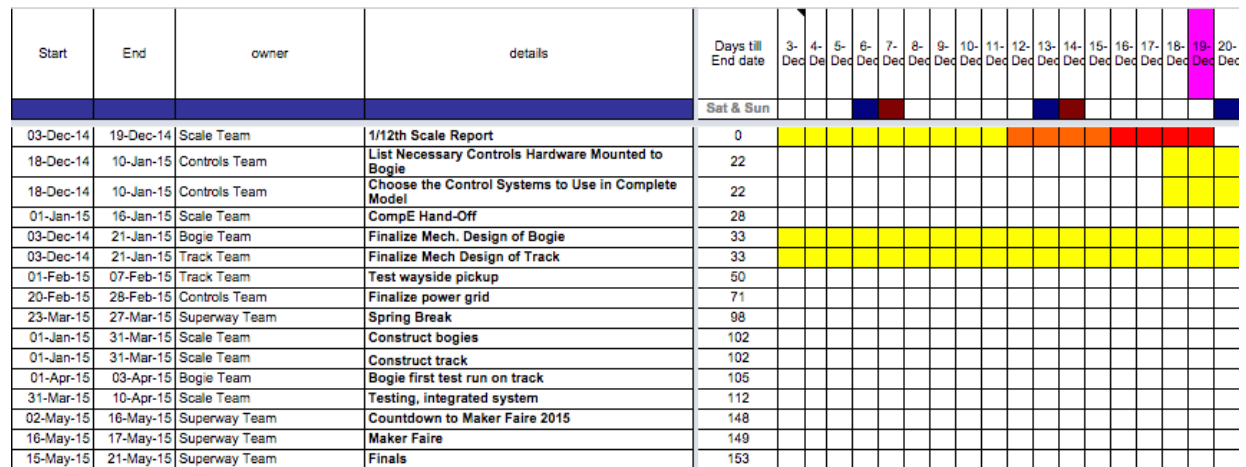 Start End owner details Days till End date 3-Dec 4-De 5-Dec 6-Dec 7-Dec 8-Dec 9-Dec 10-Dec 11-Dec 12-Dec 13-Dec 14-Dec 15-Dec 16-Dec 17-Dec 18-Dec 19-Dec 20-Dec
Sat & Sun
03-Dec-14 19-Dec-14 Scale Team 1/12th Scale Report 0
18-Dec-14 10-Jan-15 Controls Team List Necessary Controls Hardware Mounted to Bogie 22
18-Dec-14 10-Jan-15 Controls Team Choose the Control Systems to Use in Complete Model 22
01-Jan-15 16-Jan-15 Scale Team CompE Hand-Off 28
03-Dec-14 21-Jan-15 Bogie Team Finalize Mech. Design of Bogie 33
03-Dec-14 21-Jan-15 Track Team Finalize Mech Design of Track 33
01-Feb-15 07-Feb-15 Track Team Test wayside pickup 50
20-Feb-15 28-Feb-15 Controls Team Finalize power grid 71
23-Mar-15 27-Mar-15 Superway Team Spring Break 98
01-Jan-15 31-Mar-15 Scale Team Construct bogies 102
01-Jan-15 31-Mar-15 Scale Team Construct track 102
01-Apr-15 03-Apr-15 Bogie Team Bogie first test run on track 105
31-Mar-15 10-Apr-15 Scale Team Testing, integrated system 112
02-May-15 16-May-15 Superway Team Countdown to Maker Faire 2015 148
16-May-15 17-May-15 Superway Team Maker Faire 149
15-May-15 21-May-15 Superway Team Finals 153